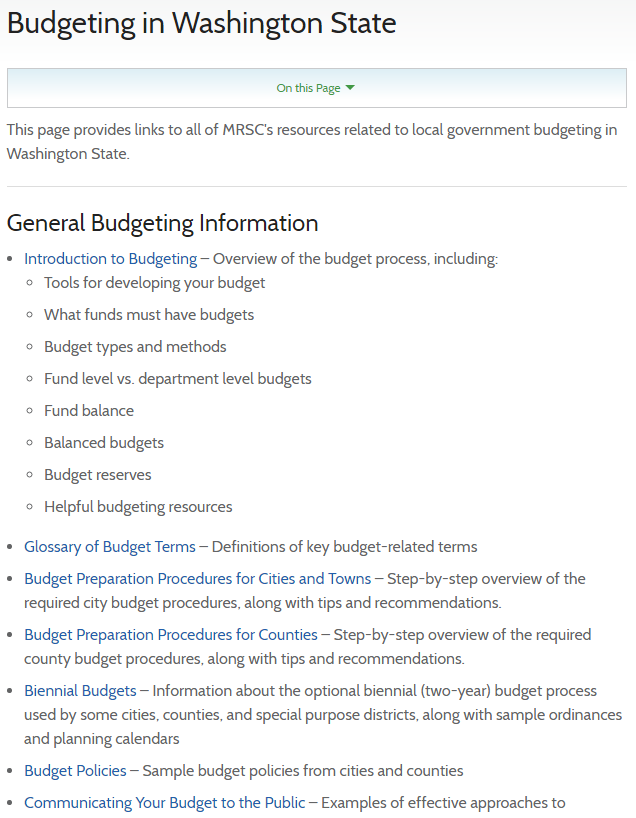 Budgeting in Washington State
On this Page
This page provides links to all of MRSC's resources related to local government budgeting in
Washington State.
General Budgeting Information
Introduction to Budgeting – Overview of the budget process, including:
Tools for developing your budget
What funds must have budgets
Budget types and methods
Fund level vs. department level budgets
Fund balance
Balanced budgets
Budget reserves
Helpful budgeting resources
Glossary of Budget Terms – Definitions of key budget-related terms
Budget Preparation Procedures for Cities and Towns – Step-by-step overview of the
required city budget procedures, along with tips and recommendations.
Budget Preparation Procedures for Counties – Step-by-step overview of the required
county budget procedures, along with tips and recommendations.
Biennial Budgets – Information about the optional biennial (two-year) budget process
used by some cities, counties, and special purpose districts, along with sample ordinances
and planning calendars
Budget Policies – Sample budget policies from cities and counties
Communicating Your Budget to the Public – Examples of effective approaches to